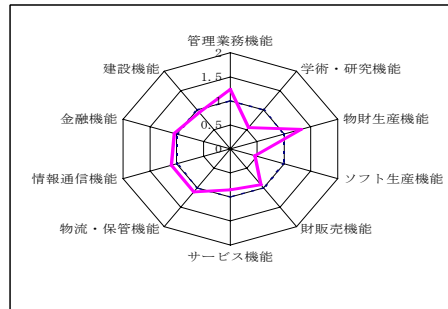 管理業務機能
2
建設機能
学術・研究機能
1.5
1
金融機能
物財生産機能
0.5
0
情報通信機能
ソフト生産機能
物流・保管機能
財販売機能
サービス機能